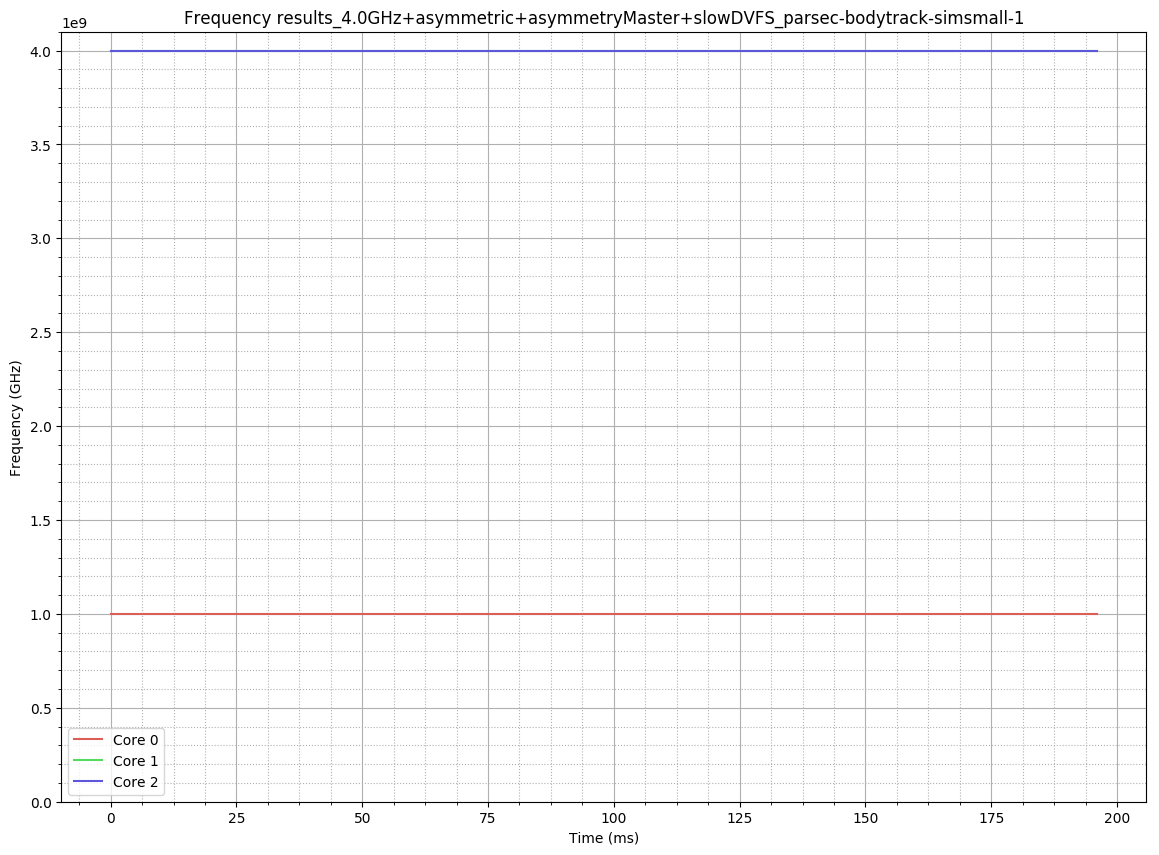 Frequency results_4.0GHz+asymmetric+asymmetryMaster+slowDVFS_parsec-bodytrack-simsmall-1
1e9
4.0
3.5
3.0
2.5
2.0
1.5
1.0
0.5
0.0
Frequency (GHz)
Core 0
Core 1
Core 2
0 25 50 75 100 125 150 175 200
Time (ms)